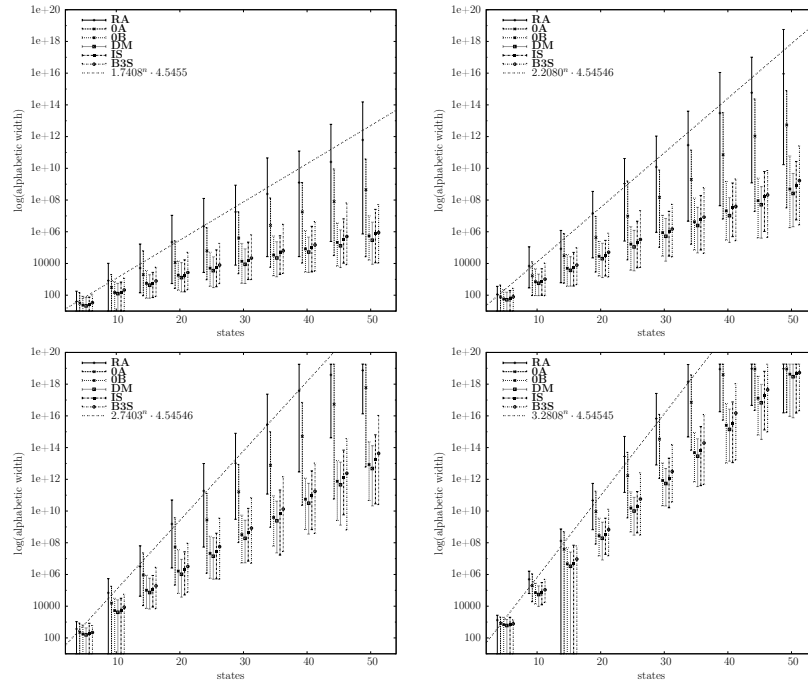 1e+20
1e+18
1e+16
1e+14
1e+12
1e+10
1e+08
1e+06
10000
100
log(alphabetic width)
RA
0A
0B
DM
IS
B3S
1.7408ⁿ · 4.5455
10 20 30 40 50
states
1e+20
1e+18
1e+16
1e+14
1e+12
1e+10
1e+08
1e+06
10000
100
log(alphabetic width)
RA
0A
0B
DM
IS
B3S
2.2080ⁿ · 4.54546
10 20 30 40 50
states
1e+20
1e+18
1e+16
1e+14
1e+12
1e+10
1e+08
1e+06
10000
100
log(alphabetic width)
RA
0A
0B
DM
IS
B3S
2.7403ⁿ · 4.54546
10 20 30 40 50
states
1e+20
1e+18
1e+16
1e+14
1e+12
1e+10
1e+08
1e+06
10000
100
log(alphabetic width)
RA
0A
0B
DM
IS
B3S
3.2808ⁿ · 4.54545
10 20 30 40 50
states